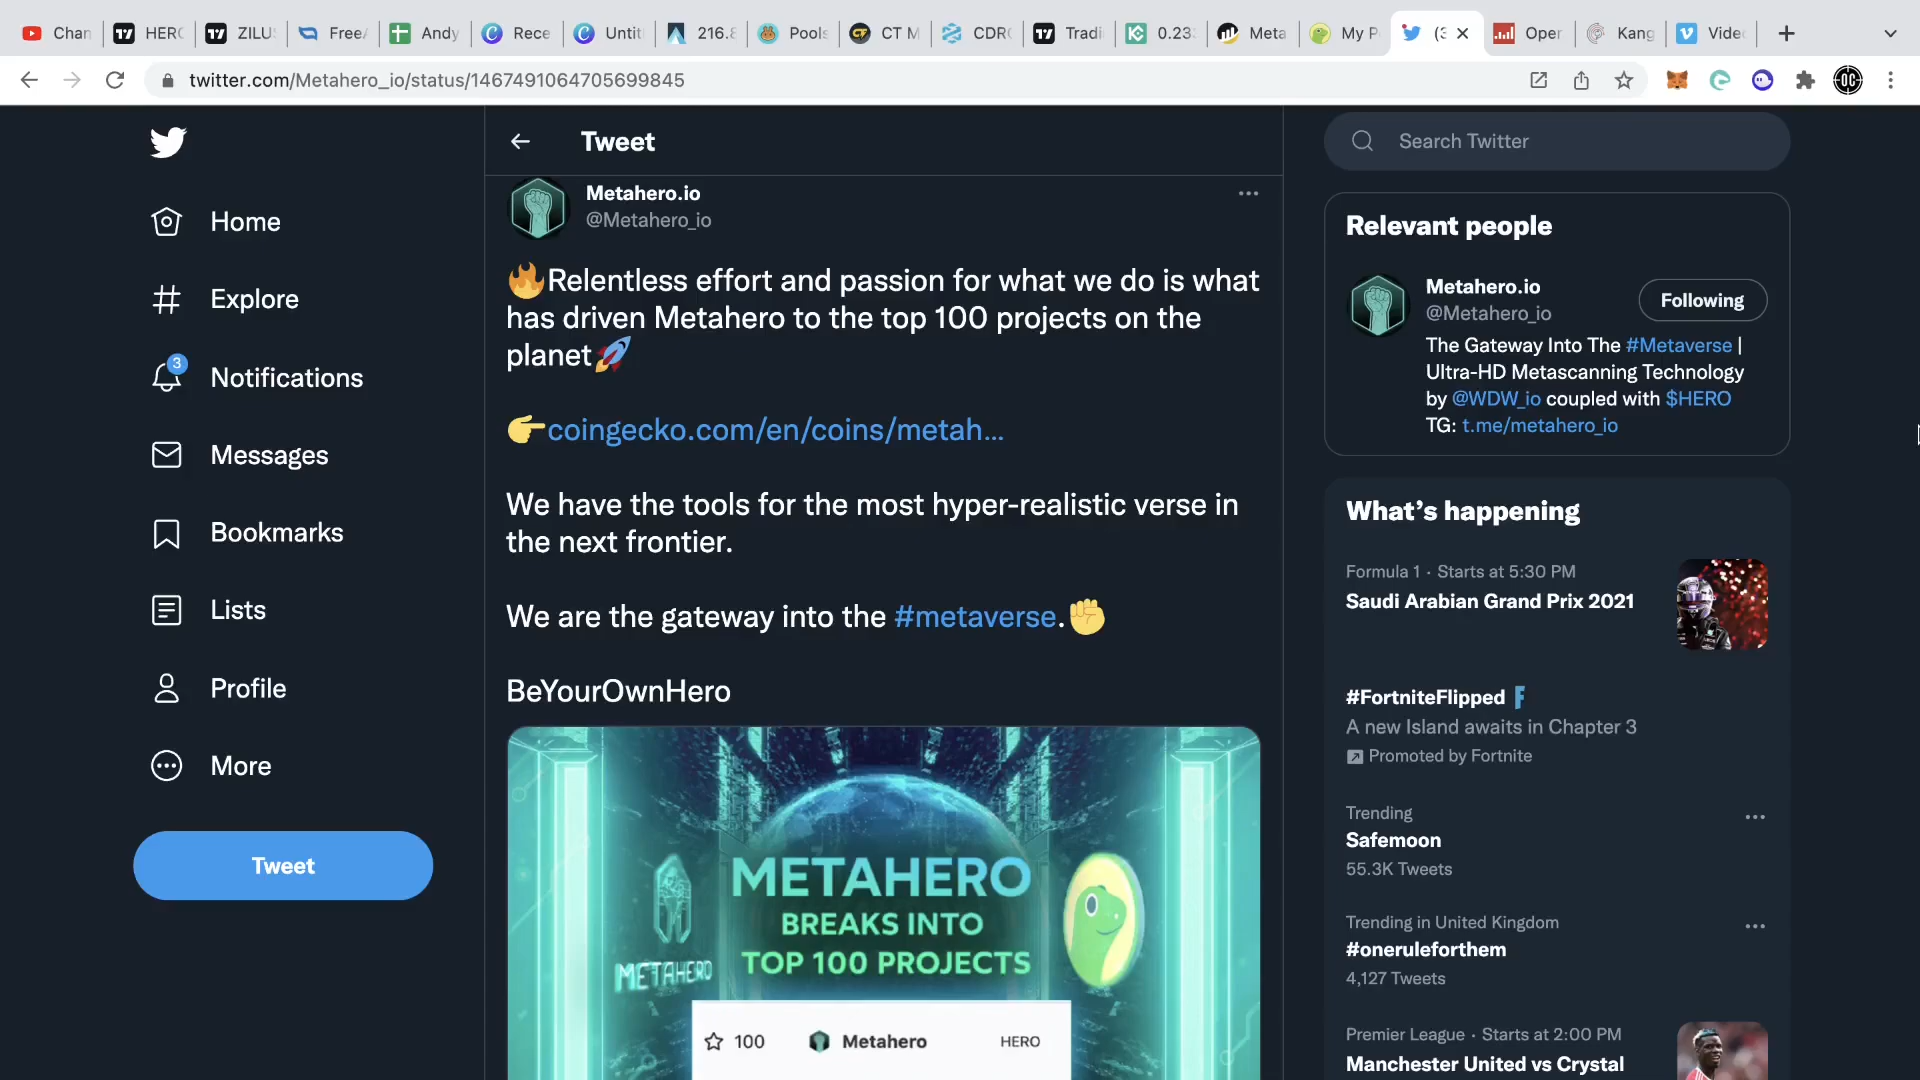 Chan
HERO
ZILUS
Free
Andy
Rece
Untit
216.8
Pools
CT M
CDRO
Tradi
0.233
Meta
My P
(3
Oper
Kang
Vide
twitter.com/Metahero_io/status/1467491064705699845
OC
Home
Explore
3
Notifications
Messages
Bookmarks
Lists
Profile
More
Tweet
Tweet
Metahero.io
@Metahero_io
🔥Relentless effort and passion for what we do is what
has driven Metahero to the top 100 projects on the
planet🚀
👉coingecko.com/en/coins/metah…
We have the tools for the most hyper-realistic verse in
the next frontier.
We are the gateway into the #metaverse.✊
BeYourOwnHero
METAHERO
BREAKS INTO
TOP 100 PROJECTS
METAHERO
100 Metahero HERO
Search Twitter
Relevant people
Metahero.io
@Metahero_io
Following
The Gateway Into The #Metaverse |
Ultra-HD Metascanning Technology
by @WDW_io coupled with $HERO
TG: t.me/metahero_io
What's happening
Formula 1 · Starts at 5:30 PM
Saudi Arabian Grand Prix 2021
#FortniteFlipped
A new Island awaits in Chapter 3
Promoted by Fortnite
Trending
Safemoon
55.3K Tweets
Trending in United Kingdom
#oneruleforthem
4,127 Tweets
Premier League · Starts at 2:00 PM
Manchester United vs Crystal